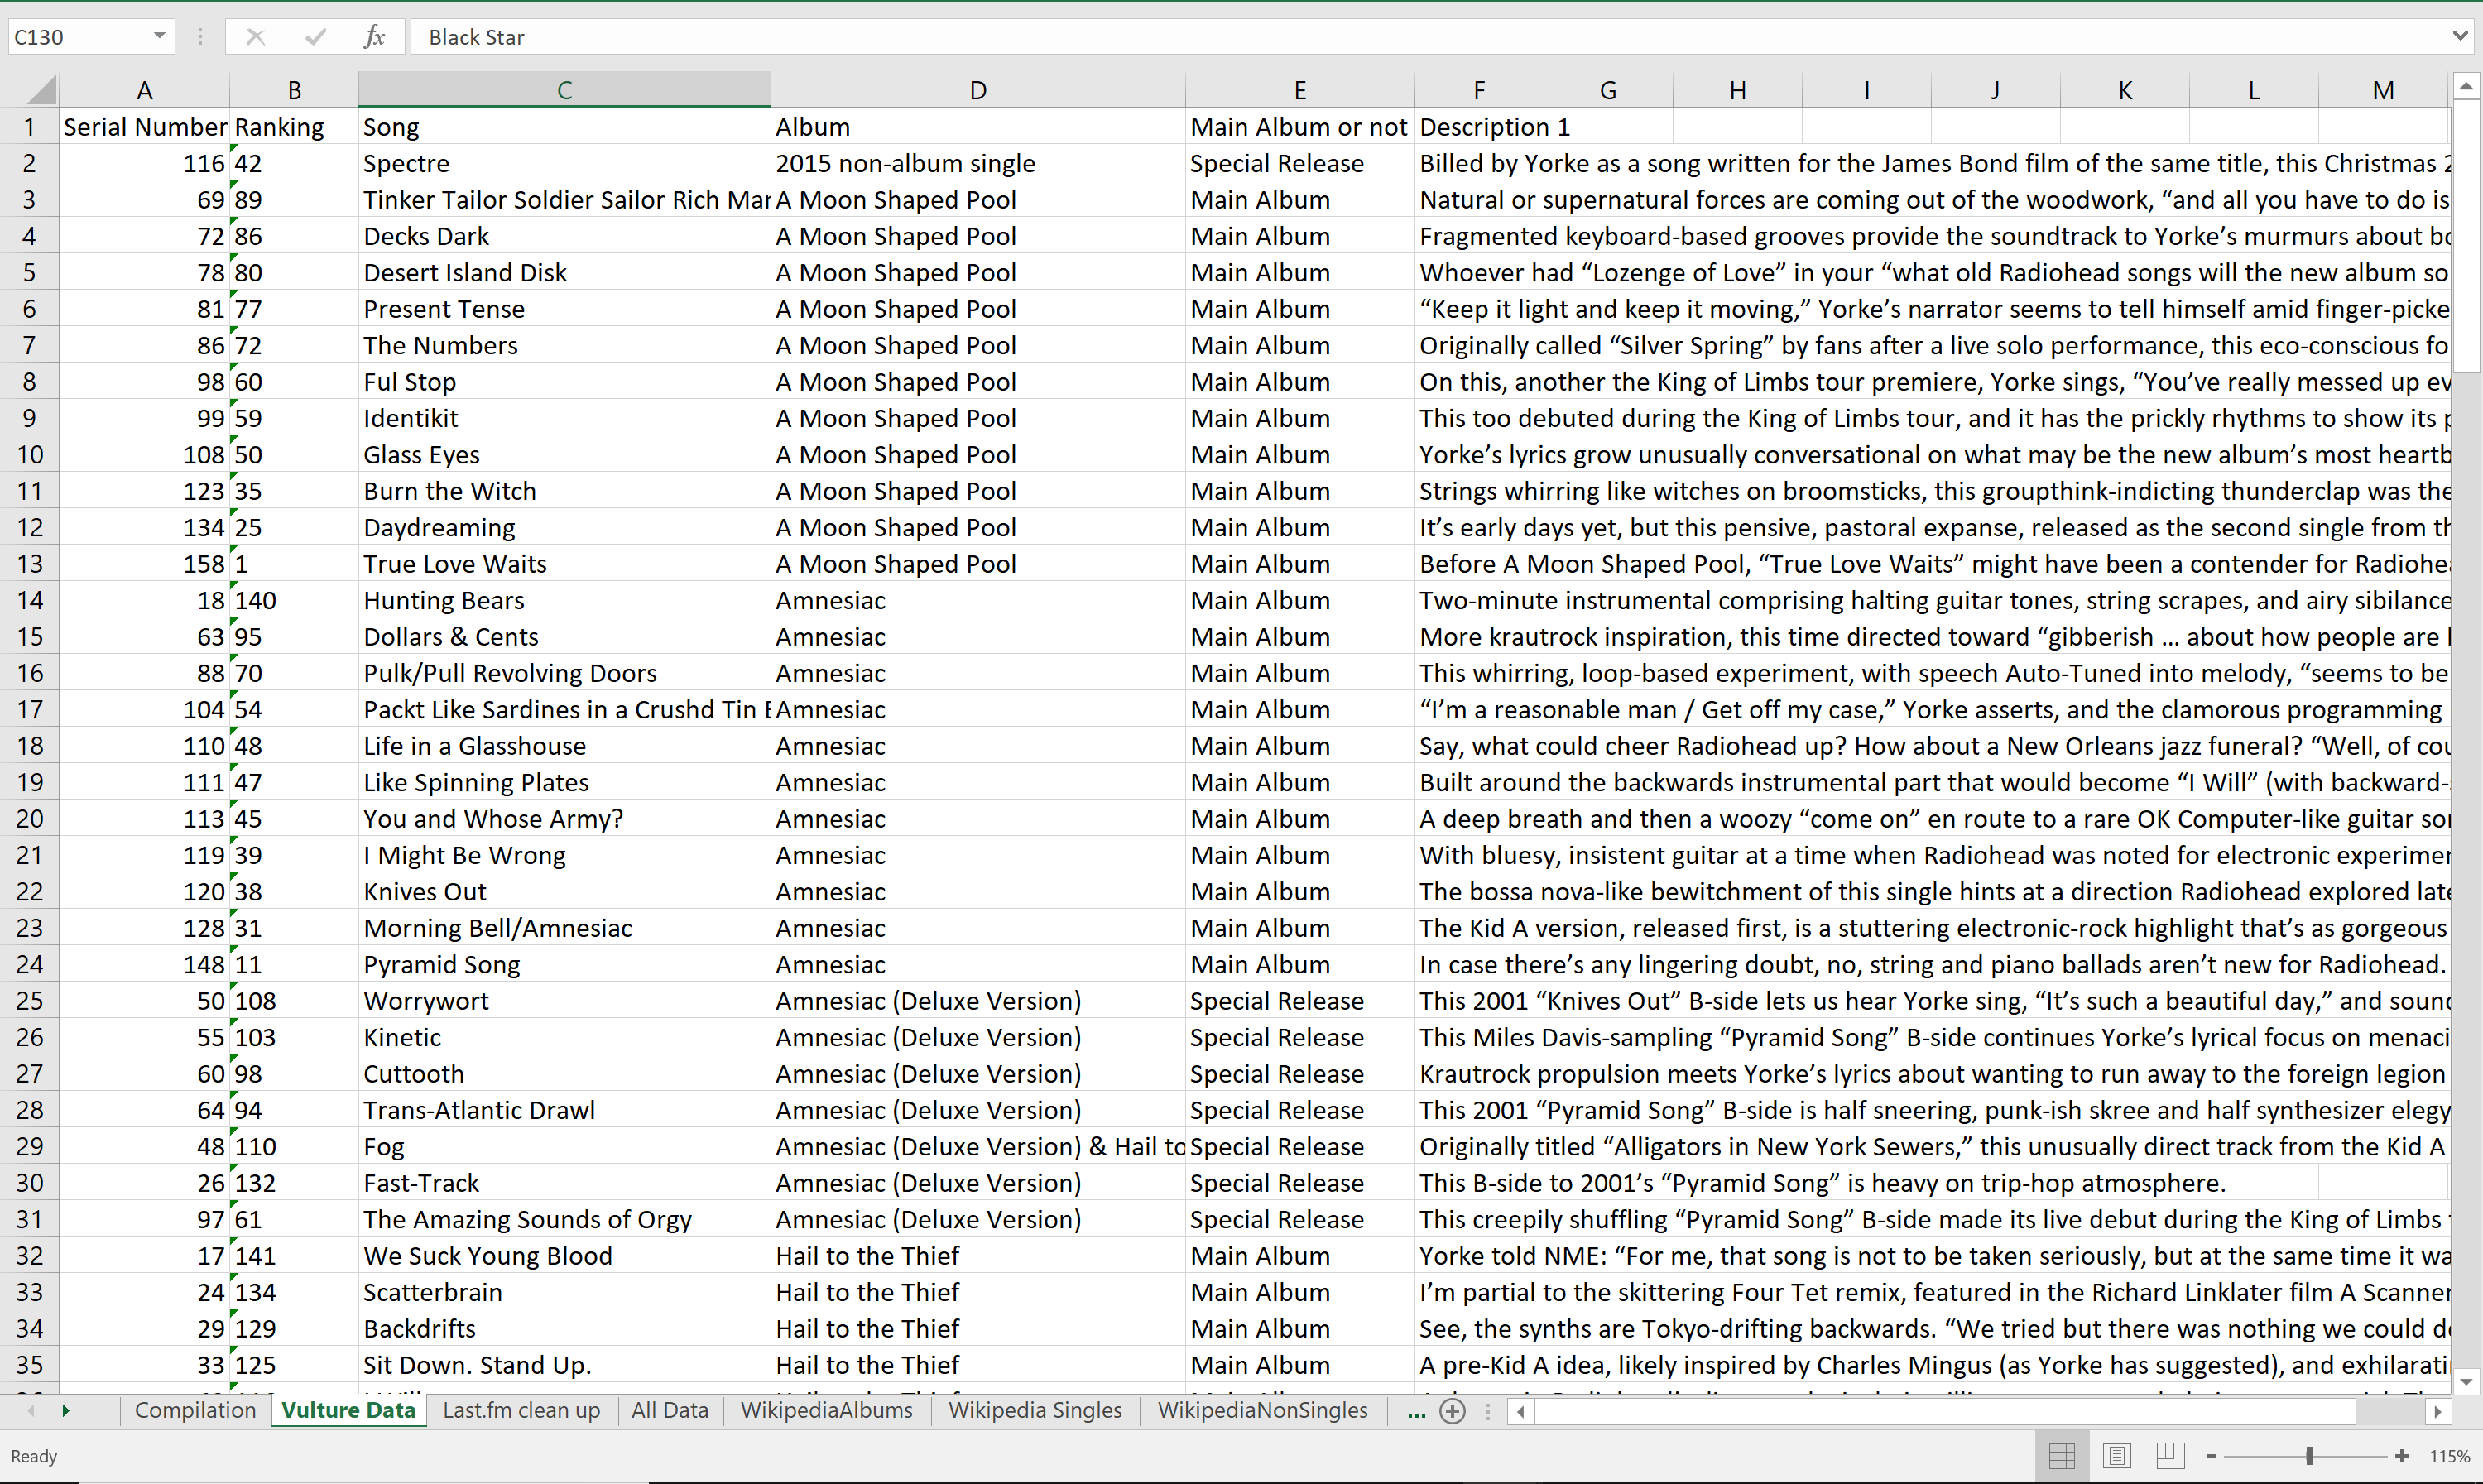 C130 fx Black Star
A B C D E F G H I J K L M
1 Serial Number Ranking Song Album Main Album or not Description 1
2 116 42 Spectre 2015 non-album single Special Release Billed by Yorke as a song written for the James Bond film of the same title, this Christmas
3 69 89 Tinker Tailor Soldier Sailor Rich A Moon Shaped Pool Main Album Natural or supernatural forces are coming out of the woodwork, “and all you have to do is
4 72 86 Decks Dark A Moon Shaped Pool Main Album Fragmented keyboard-based grooves provide the soundtrack to Yorke’s murmurs about
5 78 80 Desert Island Disk A Moon Shaped Pool Main Album Whoever had “Lozenge of Love” in your “what old Radiohead songs will the new album so
6 81 77 Present Tense A Moon Shaped Pool Main Album “Keep it light and keep it moving,” Yorke’s narrator seems to tell himself amid finger-picke
7 86 72 The Numbers A Moon Shaped Pool Main Album Originally called “Silver Spring” by fans after a live solo performance, this eco-conscious fo
8 98 60 Ful Stop A Moon Shaped Pool Main Album On this, another the King of Limbs tour premiere, Yorke sings, “You’ve really messed up ev
9 99 59 Identikit A Moon Shaped Pool Main Album This too debuted during the King of Limbs tour, and it has the prickly rhythms to show its
10 108 50 Glass Eyes A Moon Shaped Pool Main Album Yorke’s lyrics grow unusually conversational on what may be the new album’s most heartb
11 123 35 Burn the Witch A Moon Shaped Pool Main Album Strings whirring like witches on broomsticks, this groupthink-indicting thunderclap was the
12 134 25 Daydreaming A Moon Shaped Pool Main Album It’s early days yet, but this pensive, pastoral expanse, released as the second single from
13 158 1 True Love Waits A Moon Shaped Pool Main Album Before A Moon Shaped Pool, “True Love Waits” might have been a contender for Radiohe
14 18 140 Hunting Bears Amnesiac Main Album Two-minute instrumental comprising halting guitar tones, string scrapes, and airy sibilance
15 63 95 Dollars & Cents Amnesiac Main Album More krautrock inspiration, this time directed toward “gibberish ... about how people are
16 88 70 Pulk/Pull Revolving Doors Amnesiac Main Album This whirring, loop-based experiment, with speech Auto-Tuned into melody, “seems to be
17 104 54 Packt Like Sardines in a Crushd Tin Amnesiac Main Album “I’m a reasonable man / Get off my case,” Yorke asserts, and the clamorous programming
18 110 48 Life in a Glasshouse Amnesiac Main Album Say, what could cheer Radiohead up? How about a New Orleans jazz funeral? “Well, of
19 111 47 Like Spinning Plates Amnesiac Main Album Built around the backwards instrumental part that would become “I Will” (with backward-
20 113 45 You and Whose Army? Amnesiac Main Album A deep breath and then a woozy “come on” en route to a rare OK Computer-like guitar
21 119 39 I Might Be Wrong Amnesiac Main Album With bluesy, insistent guitar at a time when Radiohead was noted for electronic
22 120 38 Knives Out Amnesiac Main Album The bossa nova-like bewitchment of this single hints at a direction Radiohead explored
23 128 31 Morning Bell/Amnesiac Amnesiac Main Album The Kid A version, released first, is a stuttering electronic-rock highlight that’s as gorgeous
24 148 11 Pyramid Song Amnesiac Main Album In case there’s any lingering doubt, no, string and piano ballads aren’t new for Radiohead.
25 50 108 Worrywort Amnesiac (Deluxe Version) Special Release This 2001 “Knives Out” B-side lets us hear Yorke sing, “It’s such a beautiful day,” and
26 55 103 Kinetic Amnesiac (Deluxe Version) Special Release This Miles Davis-sampling “Pyramid Song” B-side continues Yorke’s lyrical focus on menaci
27 60 98 Cuttooth Amnesiac (Deluxe Version) Special Release Krautrock propulsion meets Yorke’s lyrics about wanting to run away to the foreign legion
28 64 94 Trans-Atlantic Drawl Amnesiac (Deluxe Version) Special Release This 2001 “Pyramid Song” B-side is half sneering, punk-ish skree and half synthesizer elegy
29 48 110 Fog Amnesiac (Deluxe Version) & Hail to Special Release Originally titled “Alligators in New York Sewers,” this unusually direct track from the Kid A
30 26 132 Fast-Track Amnesiac (Deluxe Version) Special Release This B-side to 2001’s “Pyramid Song” is heavy on trip-hop atmosphere.
31 97 61 The Amazing Sounds of Orgy Amnesiac (Deluxe Version) Special Release This creepily shuffling “Pyramid Song” B-side made its live debut during the King of Limbs
32 17 141 We Suck Young Blood Hail to the Thief Main Album Yorke told NME: “For me, that song is not to be taken seriously, but at the same time it wa
33 24 134 Scatterbrain Hail to the Thief Main Album I’m partial to the skittering Four Tet remix, featured in the Richard Linklater film A Scanner
34 29 129 Backdrifts Hail to the Thief Main Album See, the synths are Tokyo-drifting backwards. “We tried but there was nothing we could
35 33 125 Sit Down. Stand Up. Hail to the Thief Main Album A pre-Kid A idea, likely inspired by Charles Mingus (as Yorke has suggested), and exhilarati
Compilation Vulture Data Last.fm clean up All Data WikipediaAlbums Wikipedia Singles WikipediaNonSingles ...
Ready 115%